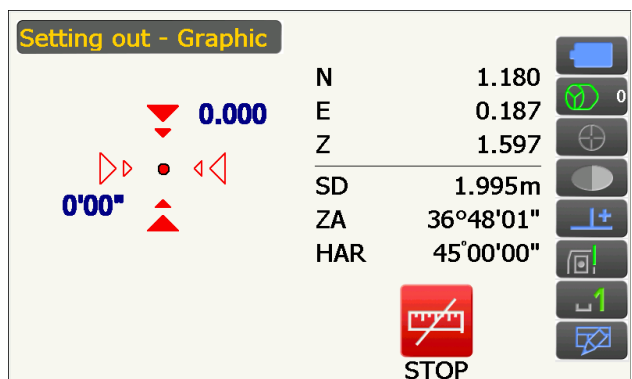 Setting out - Graphic
N 1.180
0.000
E 0.187
0
Z 1.597
SD 1.995m
0'00"
ZA 36°48'01"
HAR 45°00'00"
1
STOP